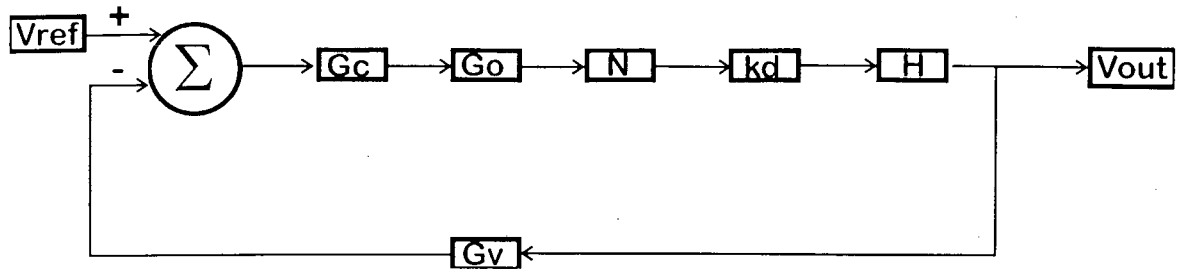 +
Vref
-
Σ
Gc
Go
N
kd
H
Vout
Gv